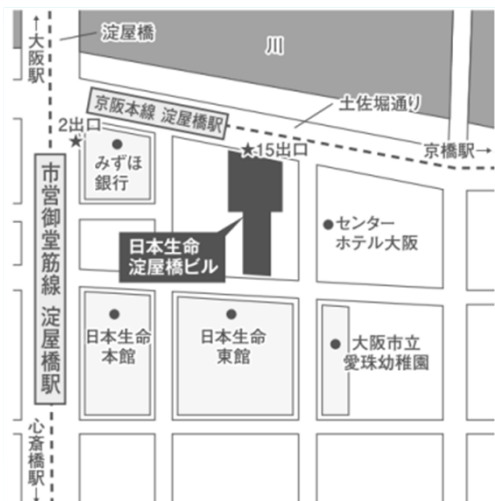 ↑大阪駅
淀屋橋
川
京阪本線 淀屋橋駅
土佐堀通り
2出口
★
★15出口
京橋駅→
みずほ
銀行
市営御堂筋線 淀屋橋駅
日本生命
淀屋橋ビル
センター
ホテル大阪
日本生命
本館
日本生命
東館
大阪市立
愛珠幼稚園
心斎橋駅→